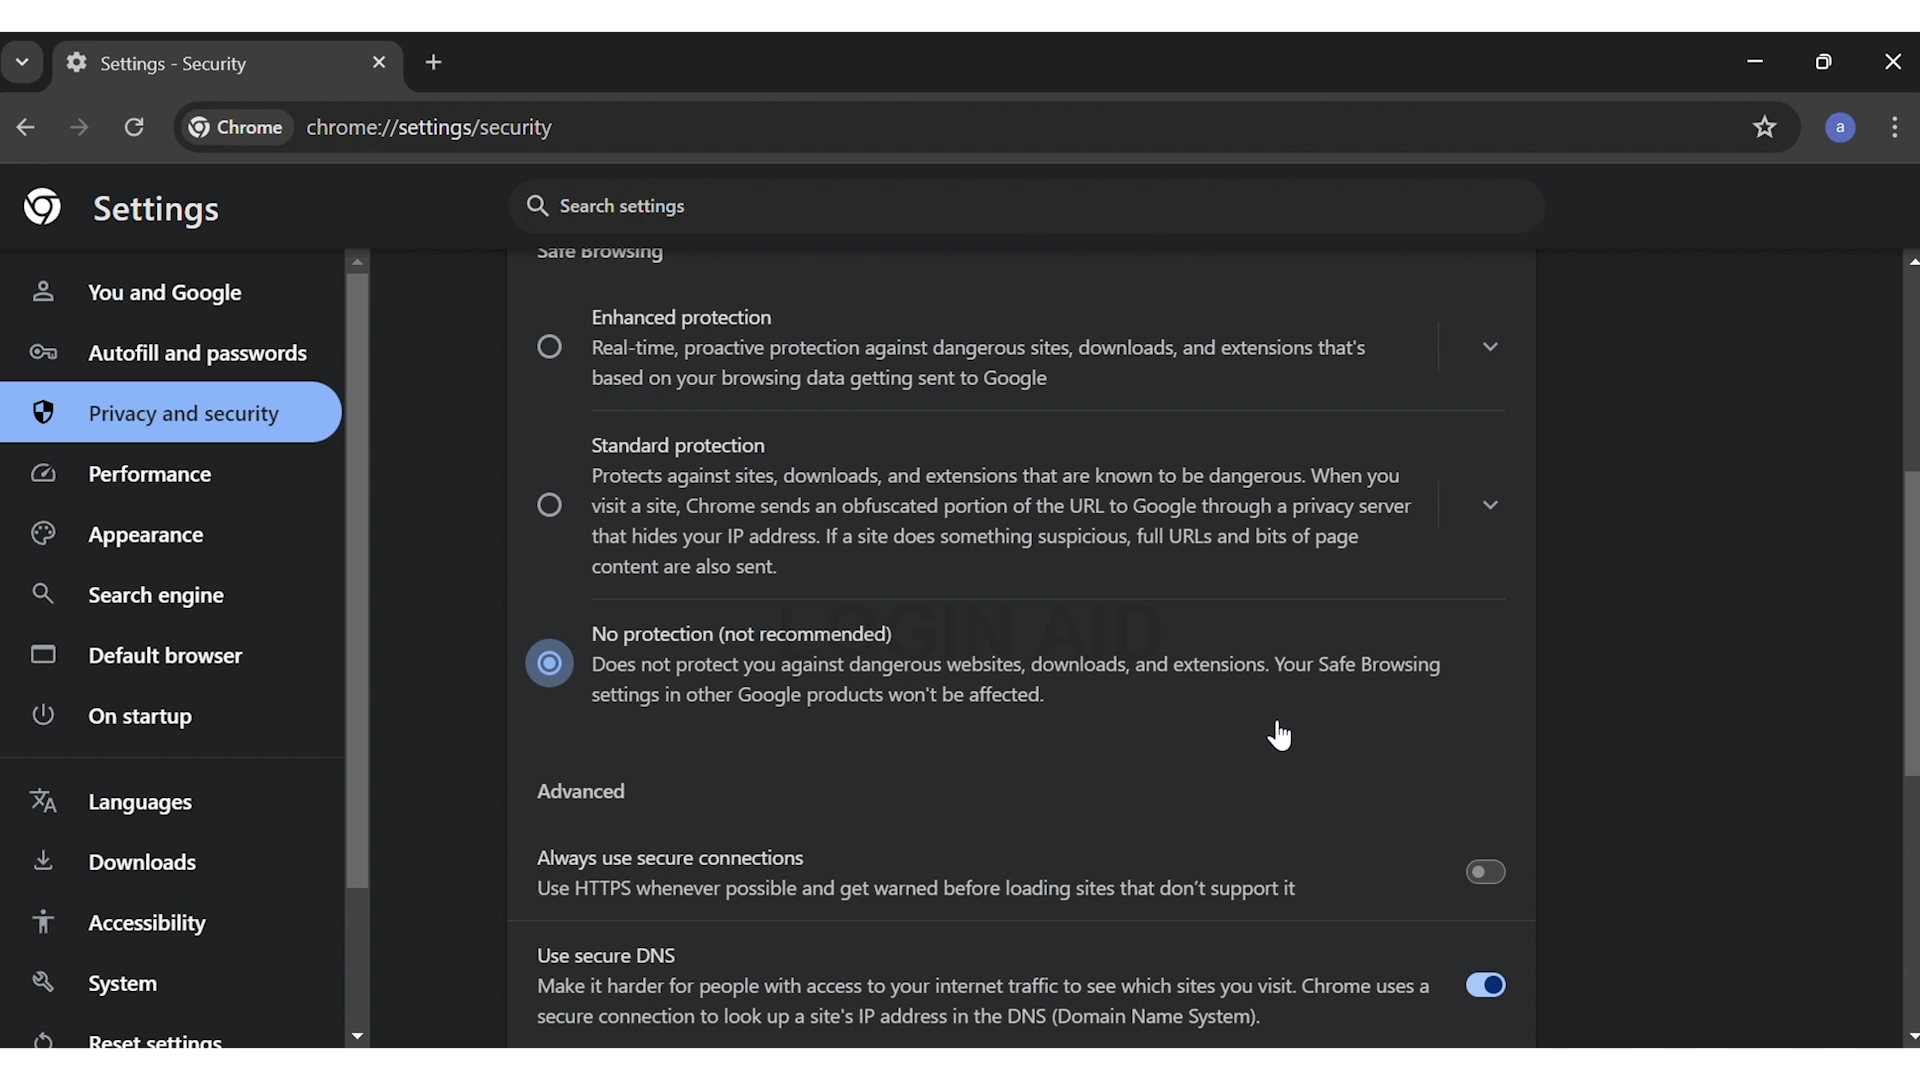 Settings - Security
Chrome
chrome://settings/security
a
Settings
Search settings
Safe Browsing
You and Google
Autofill and passwords
Privacy and security
Performance
Appearance
Search engine
Default browser
On startup
Languages
Downloads
Accessibility
System
Reset settings
Enhanced protection
Real-time, proactive protection against dangerous sites, downloads, and extensions that's
based on your browsing data getting sent to Google
Standard protection
Protects against sites, downloads, and extensions that are known to be dangerous. When you
visit a site, Chrome sends an obfuscated portion of the URL to Google through a privacy server
that hides your IP address. If a site does something suspicious, full URLs and bits of page
content are also sent.
LOGIN AID
No protection (not recommended)
Does not protect you against dangerous websites, downloads, and extensions. Your Safe Browsing
settings in other Google products won't be affected.
Advanced
Always use secure connections
Use HTTPS whenever possible and get warned before loading sites that don’t support it
Use secure DNS
Make it harder for people with access to your internet traffic to see which sites you visit. Chrome uses a
secure connection to look up a site's IP address in the DNS (Domain Name System).